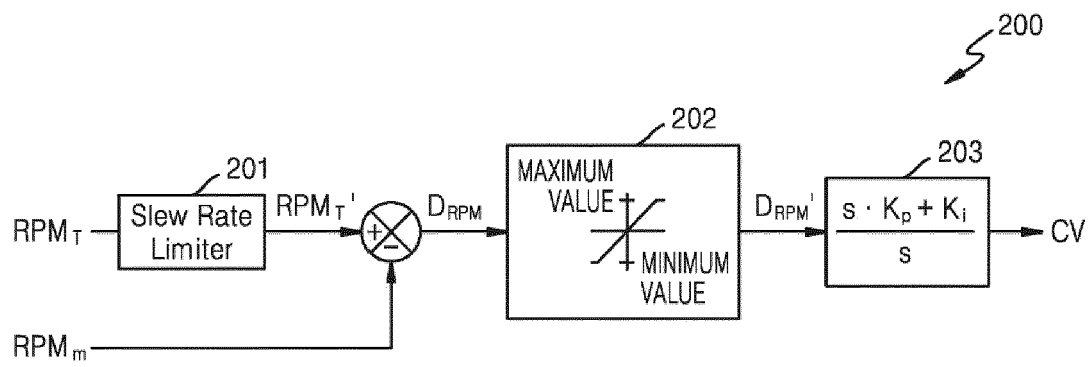 200
202
201
203
MAXIMUM
VALUE
MINIMUM
VALUE
Slew Rate
Limiter
RPM_T
RPM_T'
+
−
D_RPM
D_RPM'
s · K_p + K_i
s
CV
RPM_m